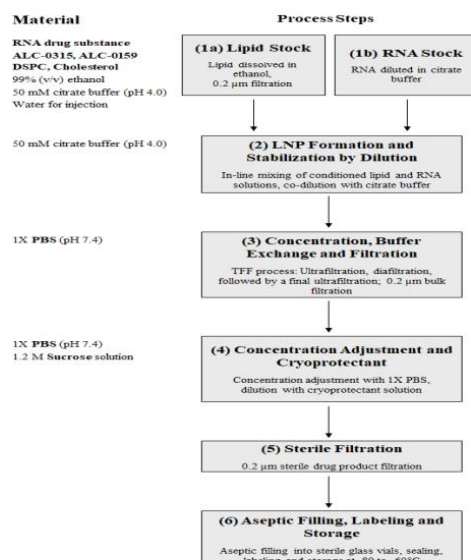 Material
Process Steps
RNA drug substance
ALC-0315, ALC-0159
DSPC, Cholesterol
99% (v/v) ethanol
50 mM citrate buffer (pH 4.0)
Water for injection
(1a) Lipid Stock
Lipid dissolved in
ethanol,
0.2 µm filtration
(1b) RNA Stock
RNA diluted in citrate
buffer
50 mM citrate buffer (pH 4.0)
(2) LNP Formation and
Stabilization by Dilution
In-line mixing of conditioned lipid and RNA
solutions, co-dilution with citrate buffer
1X PBS (pH 7.4)
(3) Concentration, Buffer
Exchange and Filtration
TFF process: Ultrafiltration, diafiltration,
followed by a final ultrafiltration; 0.2 µm bulk
filtration
1X PBS (pH 7.4)
1.2 M Sucrose solution
(4) Concentration Adjustment and
Cryoprotectant
Concentration adjustment with 1X PBS,
dilution with cryoprotectant solution
(5) Sterile Filtration
0.2 µm sterile drug product filtration
(6) Aseptic Filling, Labeling and
Storage
Aseptic filling into sterile glass vials, sealing,
labeling and storage at -80 to -60°C